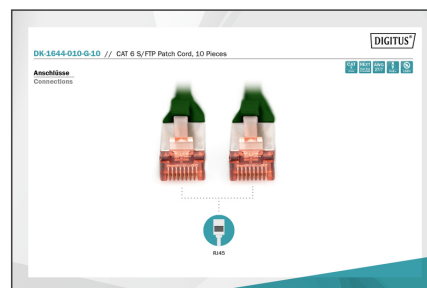 DIGITUS®
DK-1644-010-G-10 // CAT 6 S/FTP Patch Cord, 10 Pieces
Anschlüsse
Connections
RJ45